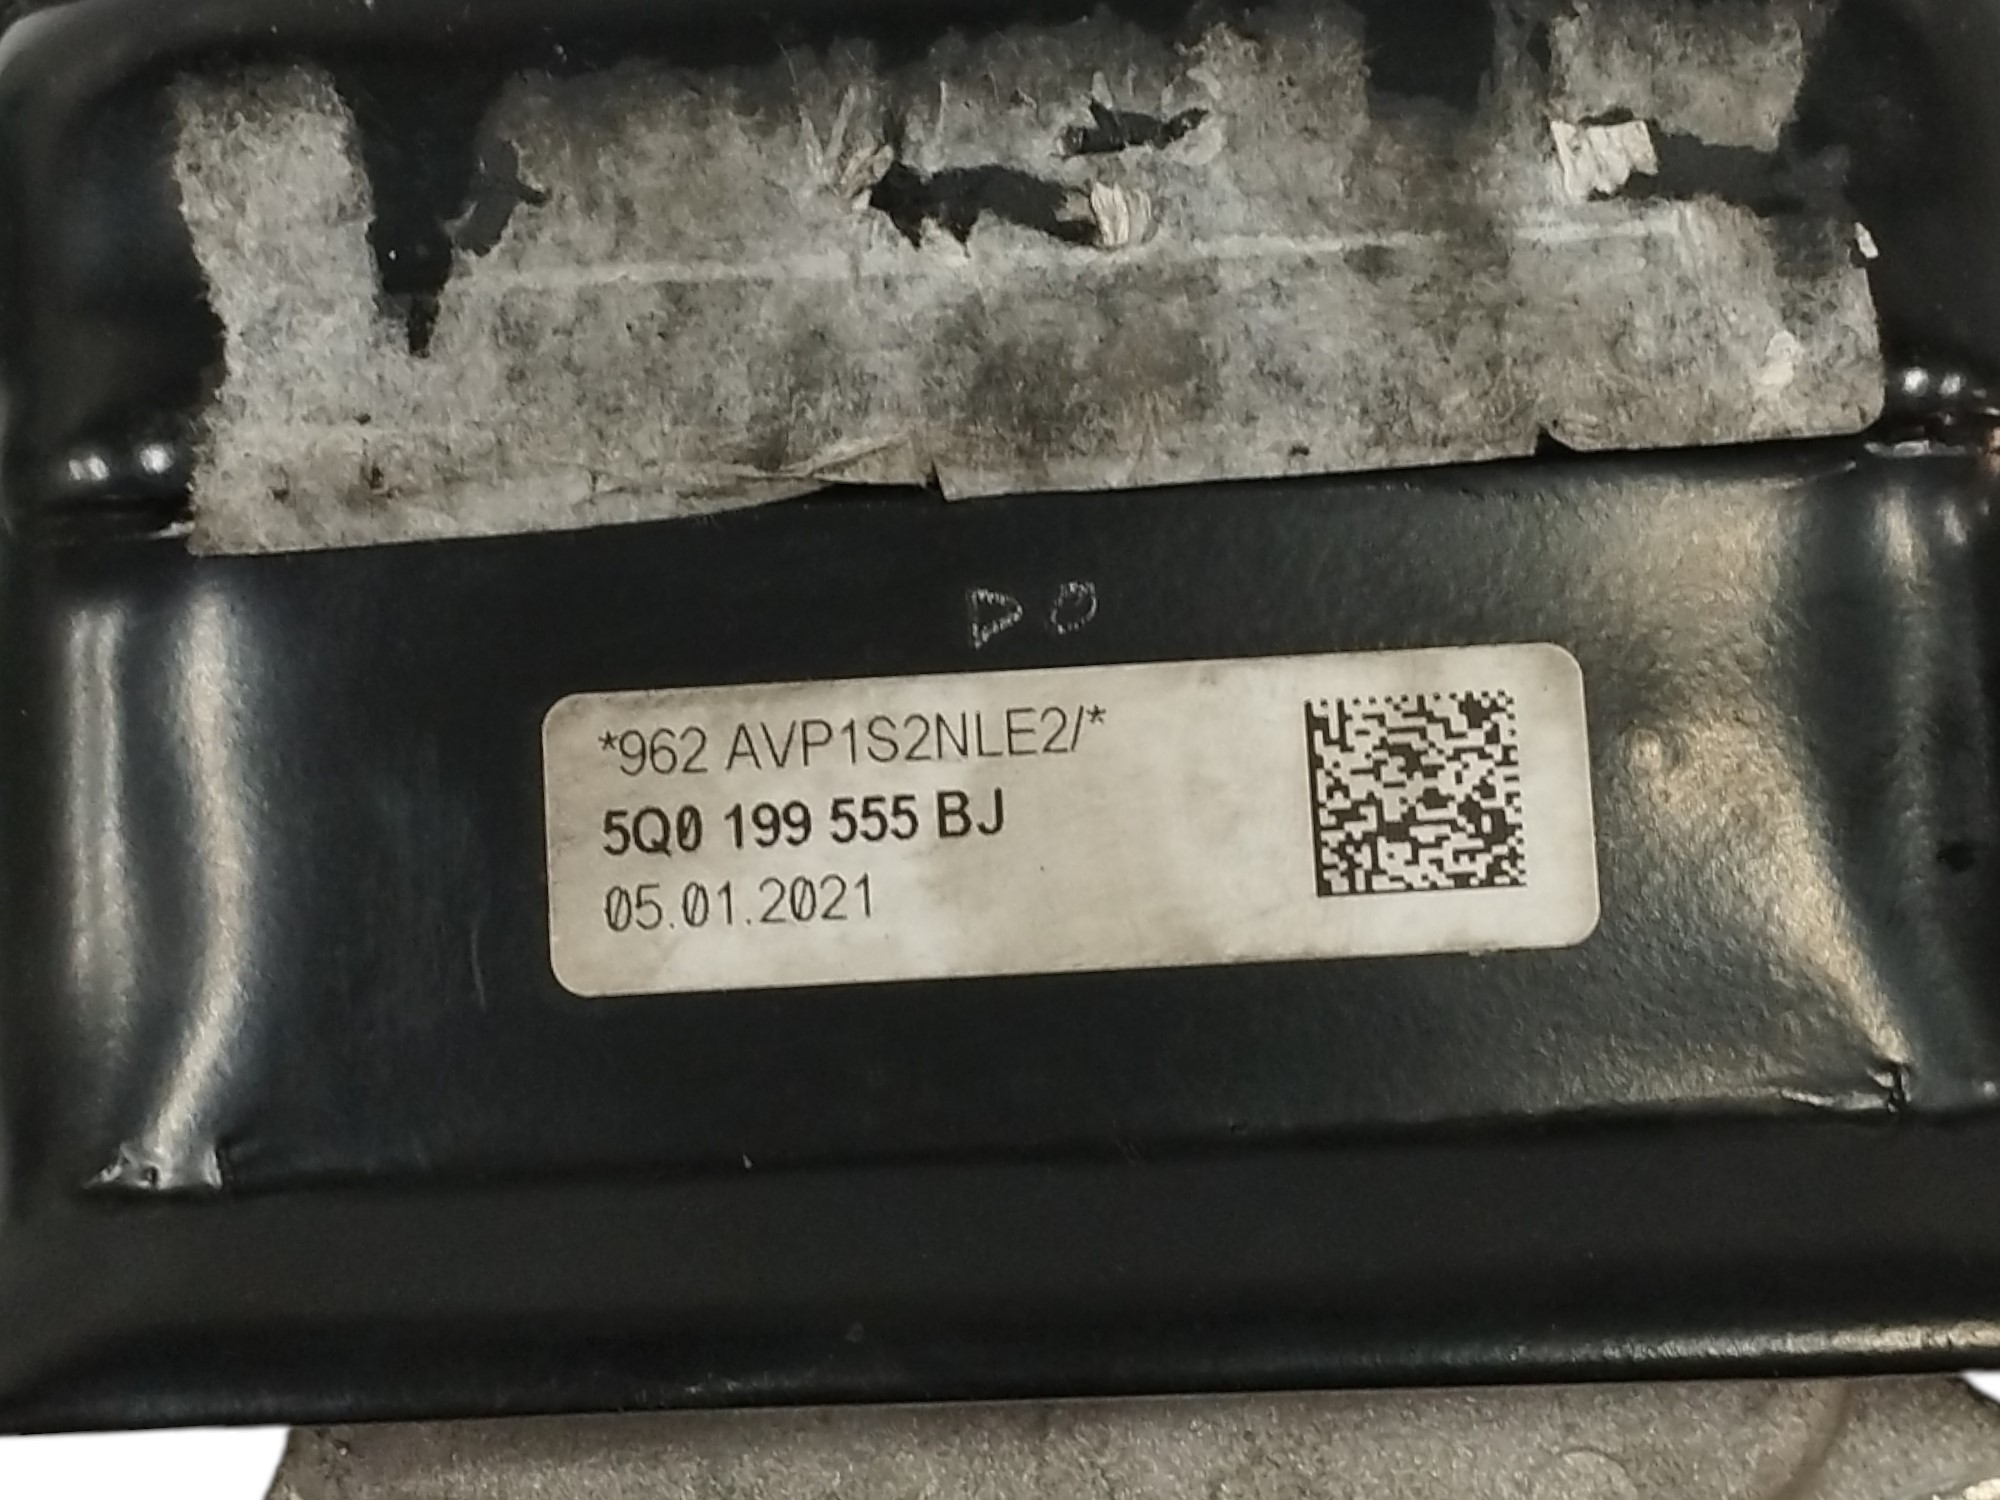 D O
*962 AVP1S2NLE2/*
5Q0 199 555 BJ
05.01.2021